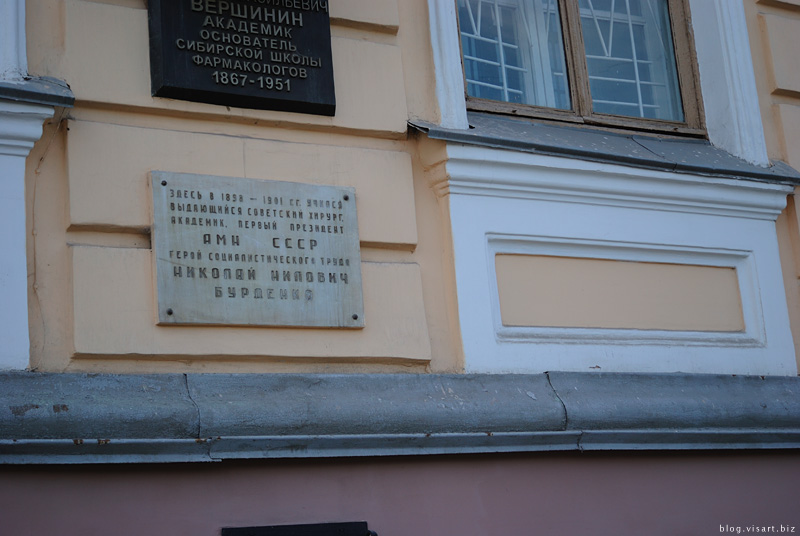 ВЕРШИНИН
АКАДЕМИК
ОСНОВАТЕЛЬ
СИБИРСКОЙ ШКОЛЫ
ФАРМАКОЛОГОВ
1867-1951
ЗДЕСЬ В 1898 — 1901 ГГ. УЧИЛСЯ
ВЫДАЮЩИЙСЯ СОВЕТСКИЙ ХИРУРГ,
АКАДЕМИК, ПЕРВЫЙ ПРЕЗИДЕНТ
АМН СССР
ГЕРОЙ СОЦИАЛИСТИЧЕСКОГО ТРУДА
НИКОЛАЙ НИЛОВИЧ
БУРДЕНКО
blog.visart.biz